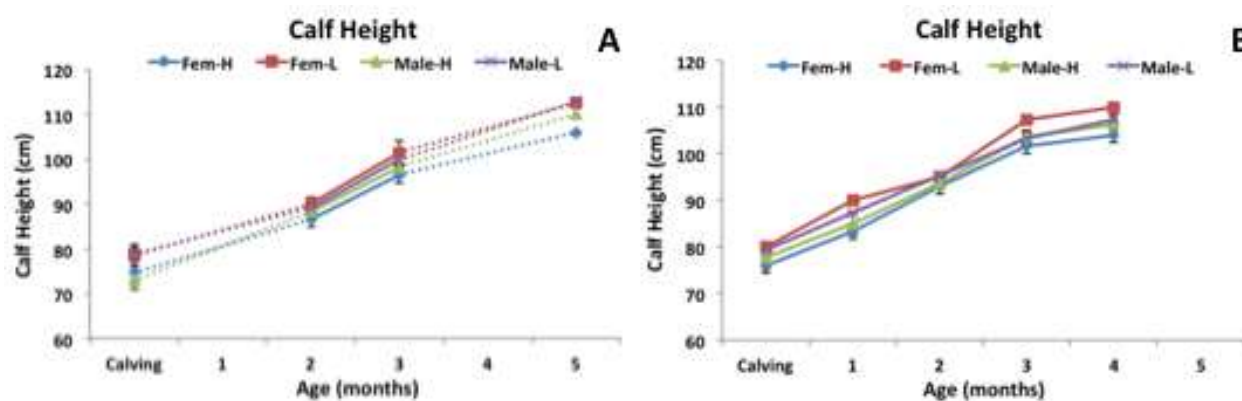 Calf Height A
Fem-H Fem-L Male-H Male-L
120
110
100
90
80
70
60
Calf Height (cm)
Calving 1 2 3 4 5
Age (months)
Calf Height B
Fem-H Fem-L Male-H Male-L
120
110
100
90
80
70
60
Calf Height (cm)
Calving 1 2 3 4 5
Age (months)